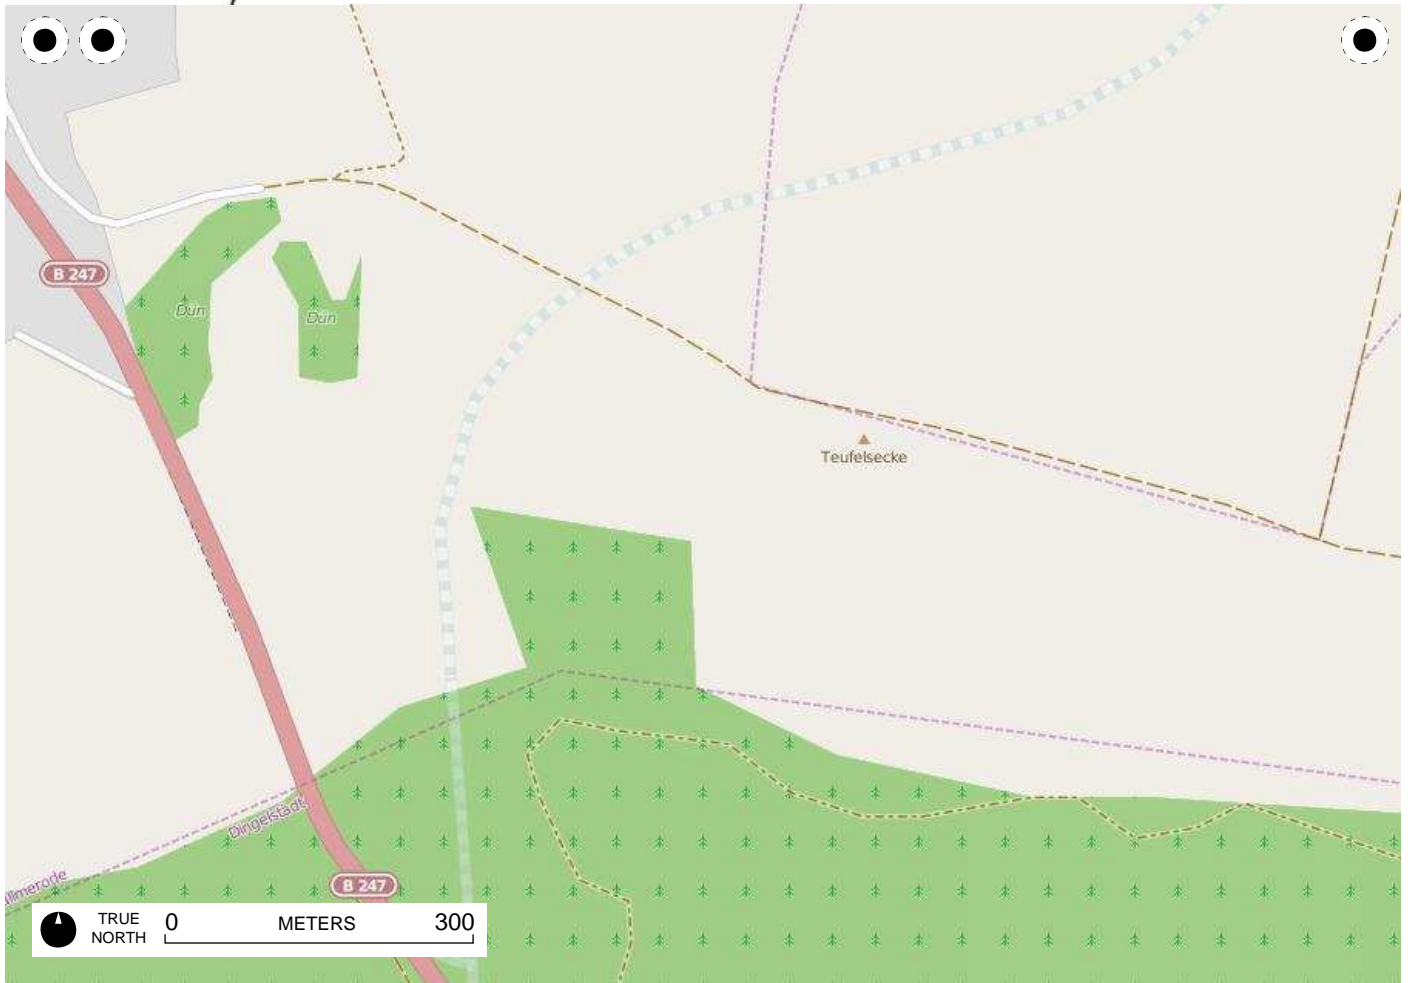 B 247
Dün
Dün
Teufelsecke
Dingelstädt
B 247
TRUE
NORTH
0 METERS 300